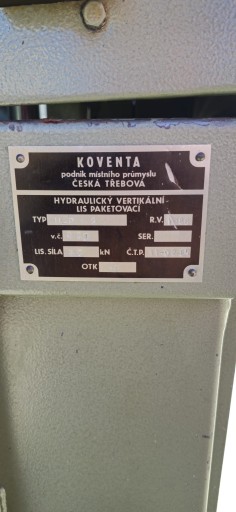 KOVENTA
podnik místního průmyslu
ČESKÁ TŘEBOVÁ
HYDRAULICKÝ VERTIKÁLNÍ
LIS PAKETOVACÍ
TYP R.V.
v.č. SER.
LIS. SÍLA kN Č.T.P.
OTK